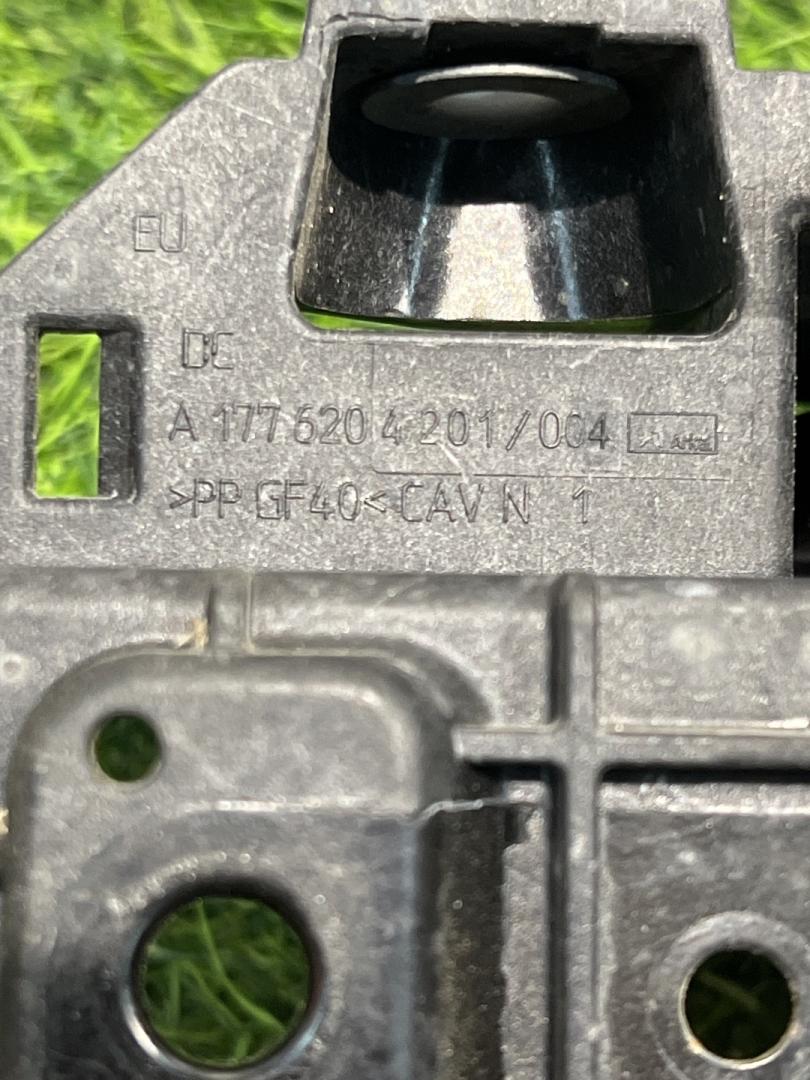 EU
DC
A 177 620 4 201/004
>PP GF40< CAV N 1